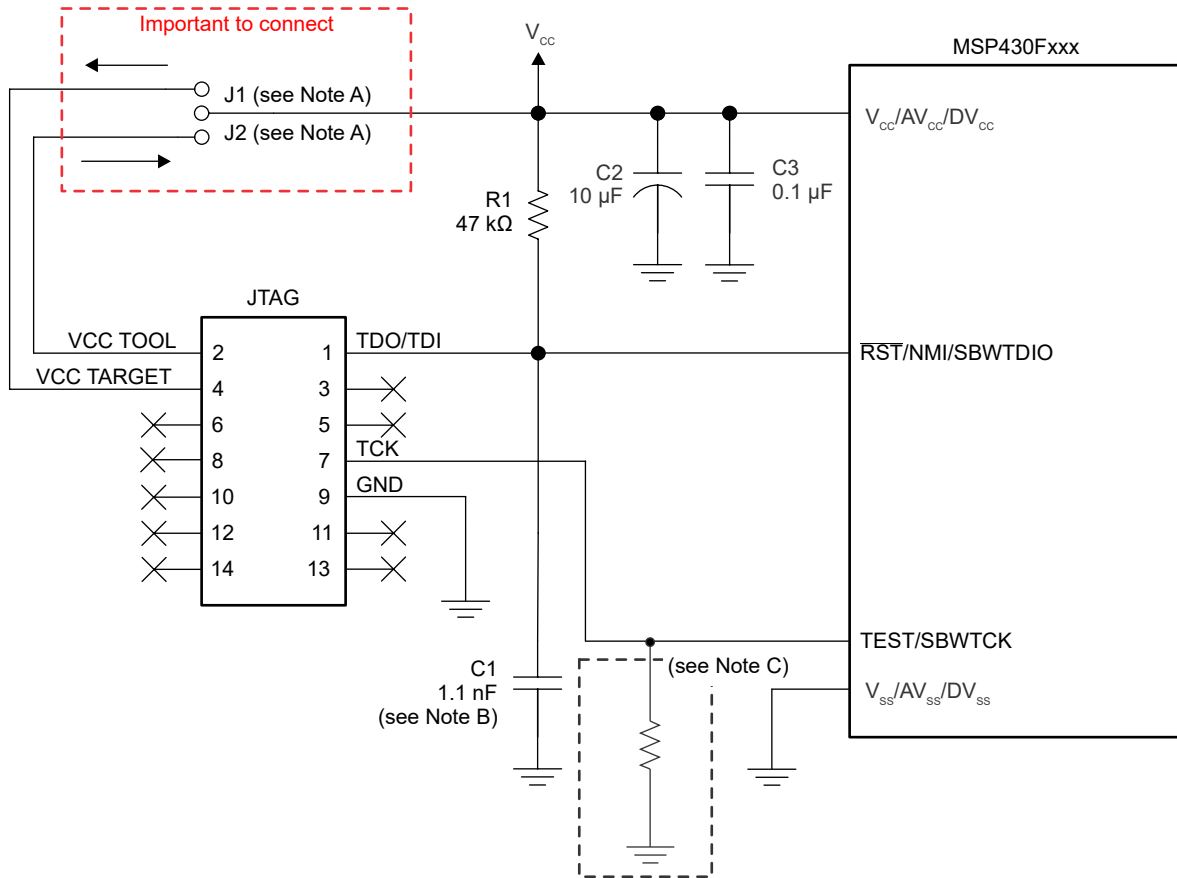 Important to connect
J1 (see Note A)
J2 (see Note A)
VCC
MSP430Fxxx
VCC/AVCC/DVCC
C2
10 µF
C3
0.1 µF
R1
47 kΩ
JTAG
VCC TOOL
2
1
TDO/TDI
RST/NMI/SBWTDIO
VCC TARGET
4
3
6
5
8
7
TCK
10
9
GND
12
11
14
13
TEST/SBWTCK
C1
1.1 nF
(see Note B)
(see Note C)
VSS/AVSS/DVSS